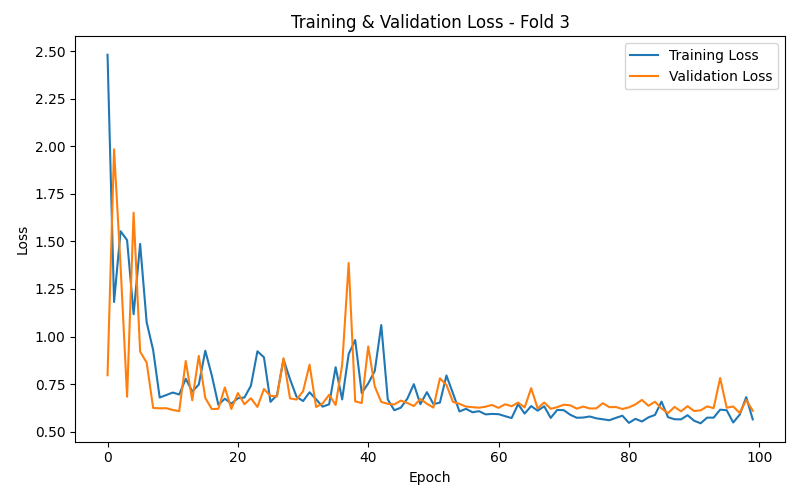 Training & Validation Loss - Fold 3
Training Loss
Validation Loss
2.50
2.25
2.00
1.75
1.50
1.25
1.00
0.75
0.50
Loss
0 20 40 60 80 100
Epoch